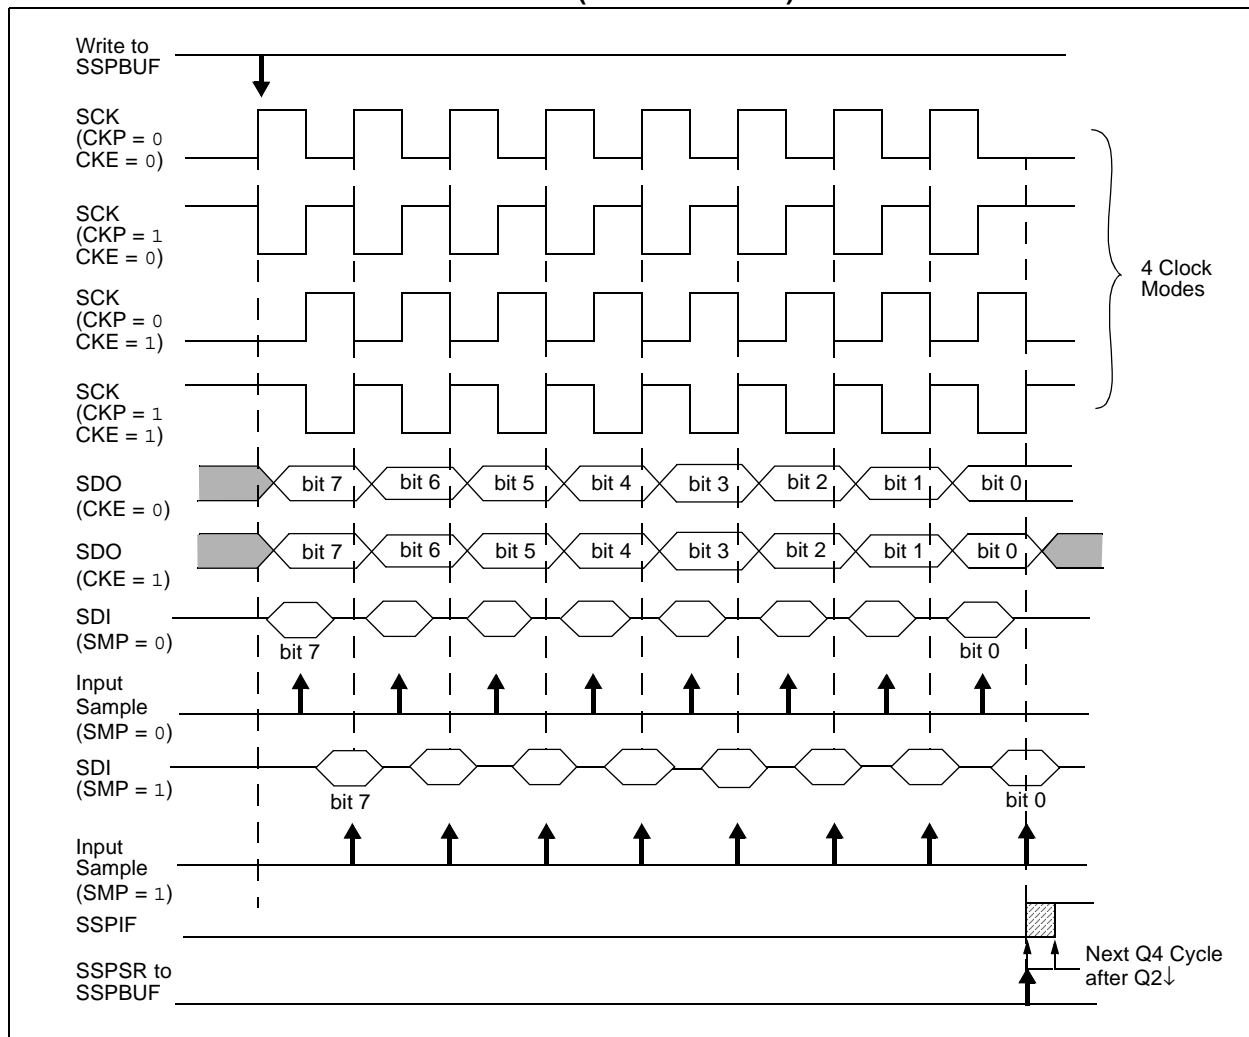 Write to
SSPBUF
SCK
(CKP = 0
CKE = 0)
SCK
(CKP = 1
CKE = 0)
SCK
(CKP = 0
CKE = 1)
SCK
(CKP = 1
CKE = 1)
4 Clock
Modes
SDO
(CKE = 0)
bit 7 bit 6 bit 5 bit 4 bit 3 bit 2 bit 1 bit 0
SDO
(CKE = 1)
bit 7 bit 6 bit 5 bit 4 bit 3 bit 2 bit 1 bit 0
SDI
(SMP = 0)
bit 7 bit 0
Input
Sample
(SMP = 0)
SDI
(SMP = 1)
bit 7 bit 0
Input
Sample
(SMP = 1)
SSPIF
Next Q4 Cycle
after Q2↓
SSPSR to
SSPBUF